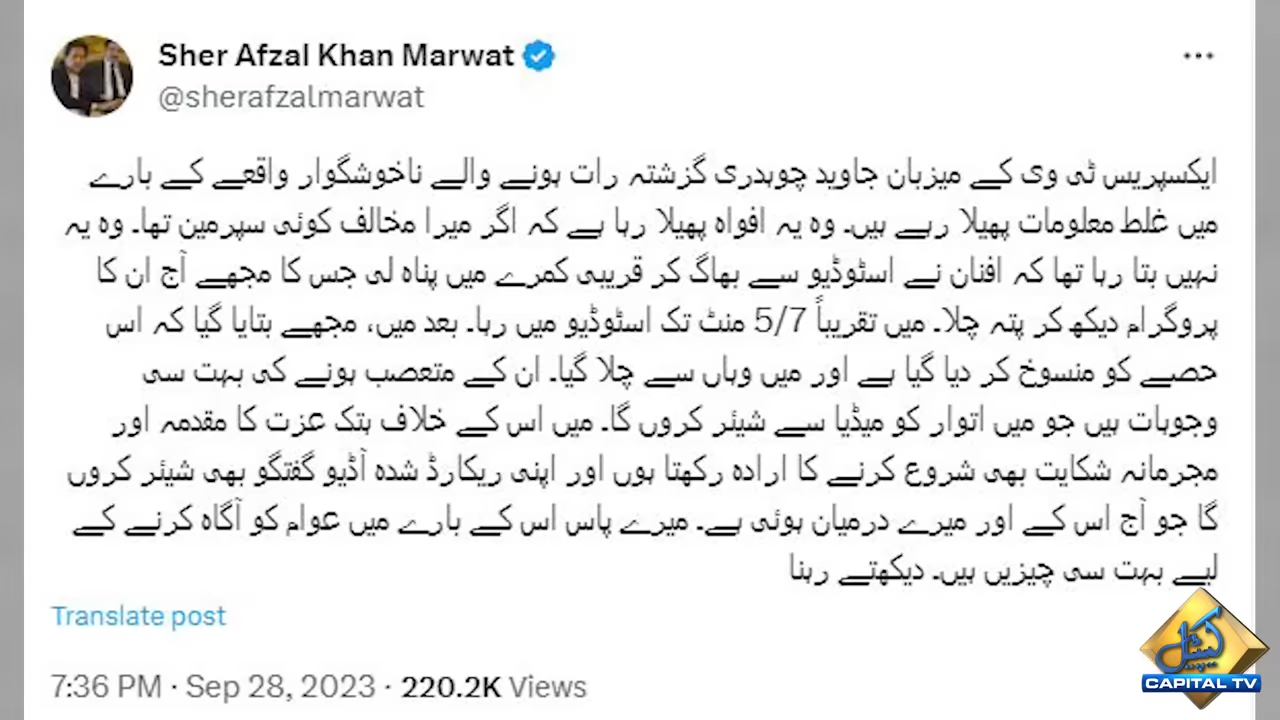 Sher Afzal Khan Marwat
@sherafzalmarwat
ایکسپریس ٹی وی کے میزبان جاوید چوہدری گزشتہ رات ہونے والے ناخوشگوار واقعے کے بارے
میں غلط معلومات پھیلا رہے ہیں۔ وہ یہ افواہ پھیلا رہا ہے کہ اگر میرا مخالف کوئی سپرمین تھا۔ وہ یہ
نہیں بتا رہا تھا کہ افنان نے اسٹوڈیو سے بھاگ کر قریبی کمرے میں پناہ لی جس کا مجھے آج ان کا
پروگرام دیکھ کر پتہ چلا۔ میں تقریباً 5/7 منٹ تک اسٹوڈیو میں رہا۔ بعد میں، مجھے بتایا گیا کہ اس
حصے کو منسوخ کر دیا گیا ہے اور میں وہاں سے چلا گیا۔ ان کے متعصب ہونے کی بہت سی
وجوہات ہیں جو میں اتوار کو میڈیا سے شیئر کروں گا۔ میں اس کے خلاف ہتک عزت کا مقدمہ اور
مجرمانہ شکایت بھی شروع کرنے کا ارادہ رکھتا ہوں اور اپنی ریکارڈ شدہ آڈیو گفتگو بھی شیئر کروں
گا جو آج اس کے اور میرے درمیان ہوئی ہے۔ میرے پاس اس کے بارے میں عوام کو آگاہ کرنے کے
لیے بہت سی چیزیں ہیں۔ دیکھتے رہنا
Translate post
7:36 PM · Sep 28, 2023 · 220.2K Views
کیپیٹل
CAPITAL TV